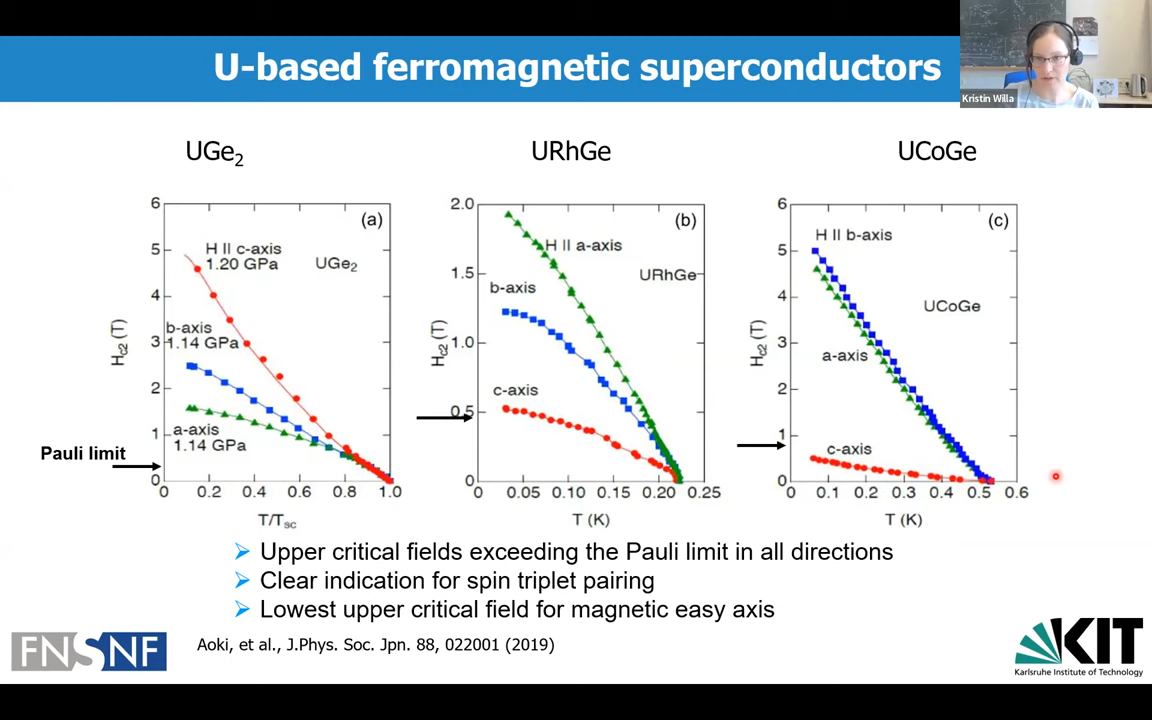 U-based ferromagnetic superconductors
Kristin Willa
UGe2
URhGe
UCoGe
6
5
4
3
2
1
0
Hc2 (T)
(a)
H II c-axis
1.20 GPa
UGe2
b-axis
1.14 GPa
a-axis
1.14 GPa
0
0.2
0.4
0.6
0.8
1.0
T/Tsc
Pauli limit
2.0
1.5
1.0
0.5
0
Hc2 (T)
(b)
H II a-axis
URhGe
b-axis
c-axis
0
0.05
0.10
0.15
0.20
0.25
T (K)
6
5
4
3
2
1
0
Hc2 (T)
(c)
H II b-axis
UCoGe
a-axis
c-axis
0
0.1
0.2
0.3
0.4
0.5
0.6
T (K)
Upper critical fields exceeding the Pauli limit in all directions
Clear indication for spin triplet pairing
Lowest upper critical field for magnetic easy axis
FNSNF
Aoki, et al., J.Phys. Soc. Jpn. 88, 022001 (2019)
KIT
Karlsruhe Institute of Technology